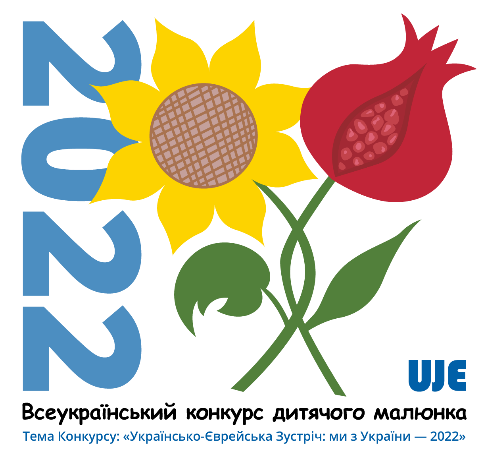 2022
UJE
Всеукраїнський конкурс дитячого малюнка
Тема Конкурсу: «Українсько-Єврейська Зустріч: ми з України — 2022»